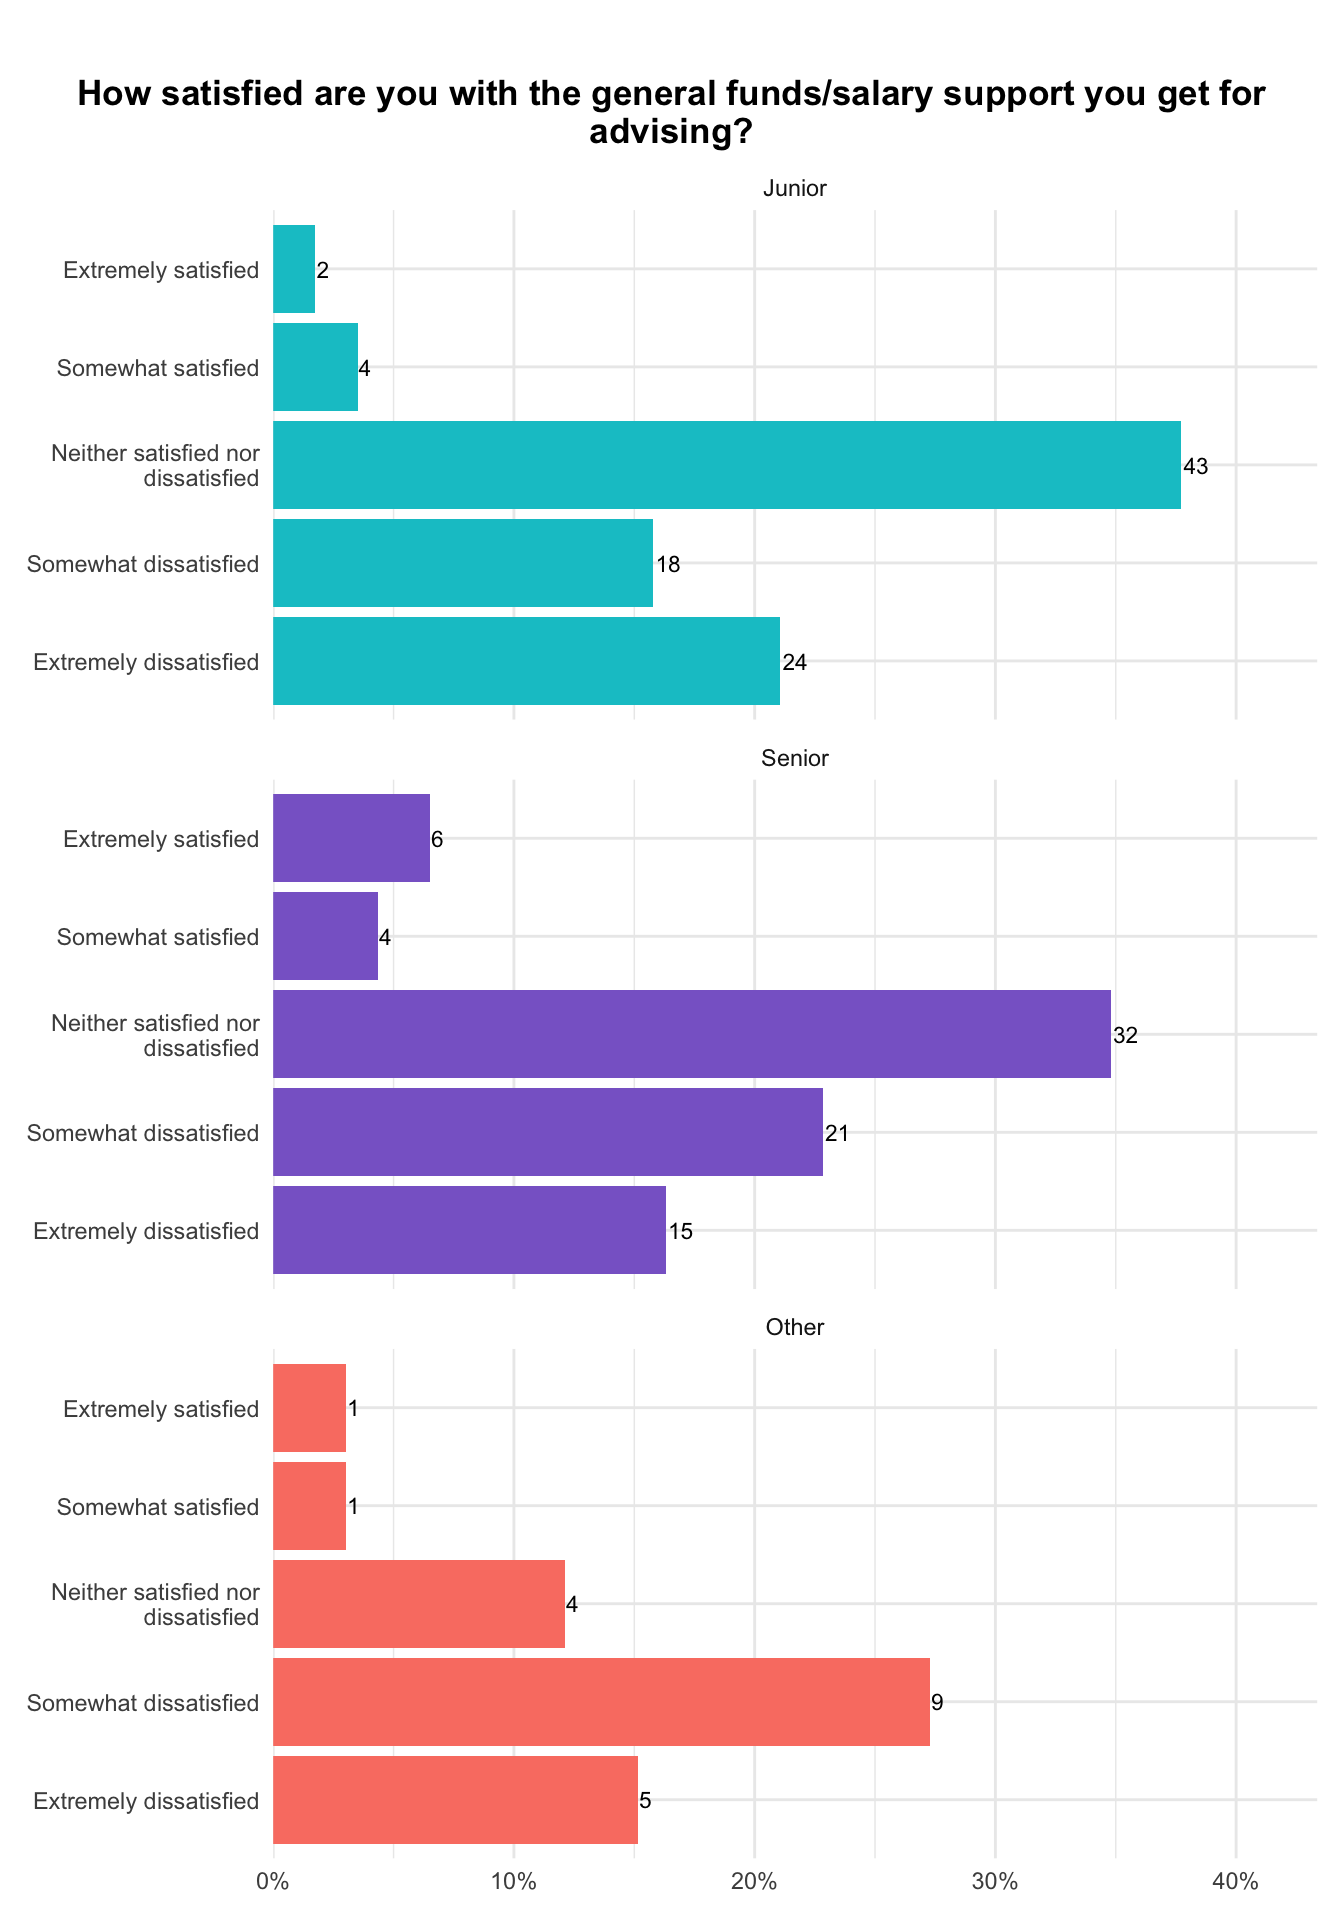 How satisfied are you with the general funds/salary support you get for
advising?
Junior
Extremely satisfied
2
Somewhat satisfied
4
Neither satisfied nor
dissatisfied
43
Somewhat dissatisfied
18
Extremely dissatisfied
24
Senior
Extremely satisfied
6
Somewhat satisfied
4
Neither satisfied nor
dissatisfied
32
Somewhat dissatisfied
21
Extremely dissatisfied
15
Other
Extremely satisfied
1
Somewhat satisfied
1
Neither satisfied nor
dissatisfied
4
Somewhat dissatisfied
9
Extremely dissatisfied
5
0% 10% 20% 30% 40%